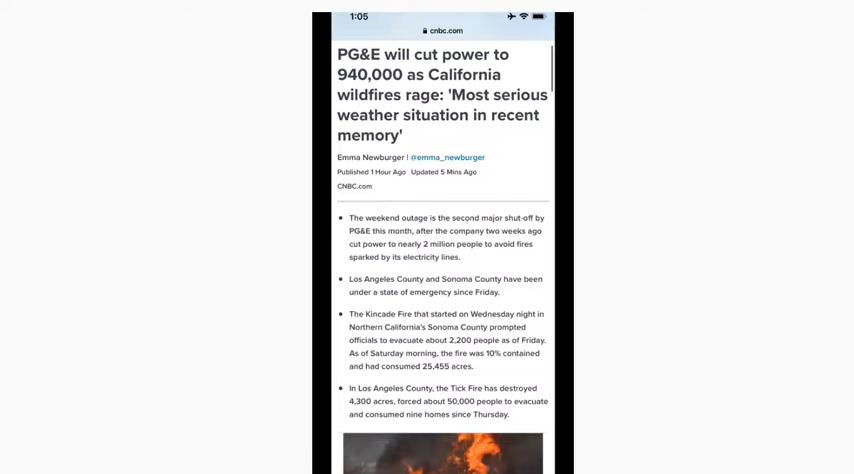 1:05
cnbc.com
PG&E will cut power to
940,000 as California
wildfires rage: 'Most serious
weather situation in recent
memory'
Emma Newburger | @emma_newburger
Published 1 Hour Ago Updated 5 Mins Ago
CNBC.com
The weekend outage is the second major shut-off by
PG&E this month, after the company two weeks ago
cut power to nearly 2 million people to avoid fires
sparked by its electricity lines.
Los Angeles County and Sonoma County have been
under a state of emergency since Friday.
The Kincade Fire that started on Wednesday night in
Northern California's Sonoma County prompted
officials to evacuate about 2,200 people as of Friday.
As of Saturday morning, the fire was 10% contained
and had consumed 25,455 acres.
In Los Angeles County, the Tick Fire has destroyed
4,300 acres, forced about 50,000 people to evacuate
and consumed nine homes since Thursday.